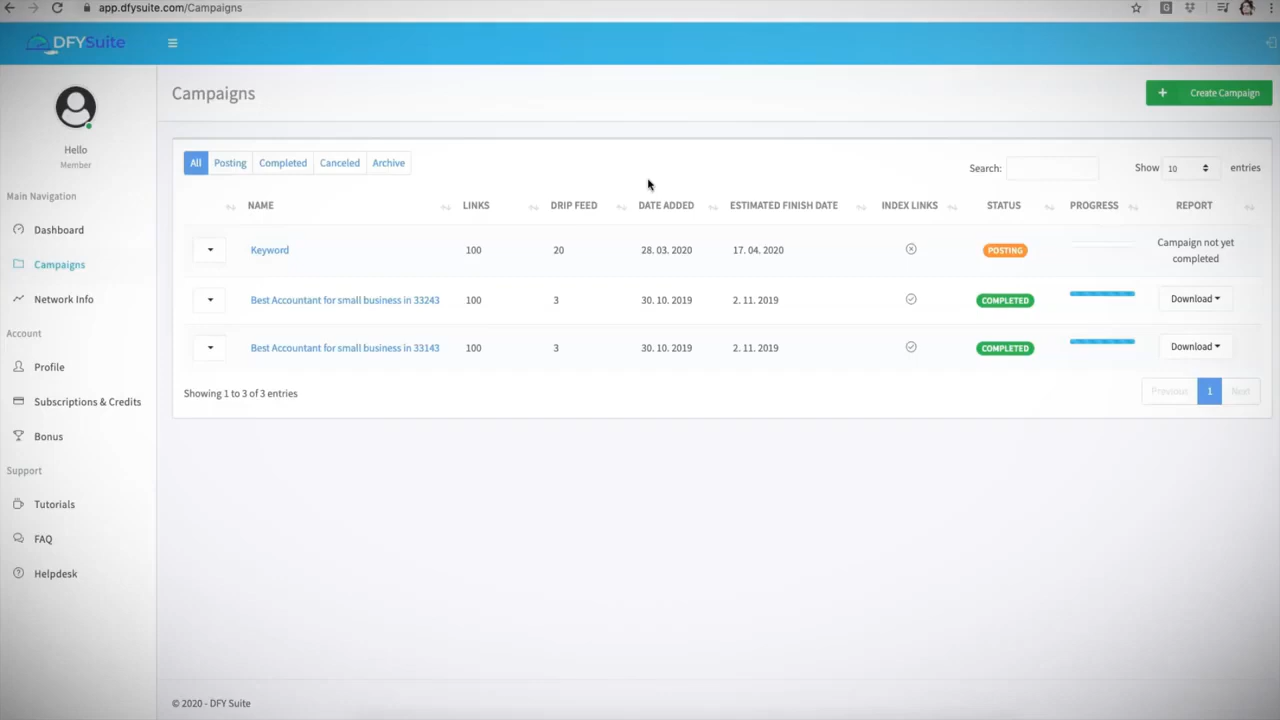 app.dfysuite.com/Campaigns
DFYSuite
Hello
Member
Main Navigation
Dashboard
Campaigns
Network Info
Account
Profile
Subscriptions & Credits
Bonus
Support
Tutorials
FAQ
Helpdesk
Campaigns
+ Create Campaign
All Posting Completed Canceled Archive
Search: Show 10 entries
NAME LINKS DRIP FEED DATE ADDED ESTIMATED FINISH DATE INDEX LINKS STATUS PROGRESS REPORT
Keyword 100 20 28. 03. 2020 17. 04. 2020 POSTING Campaign not yet
completed
Best Accountant for small business in 33243 100 3 30. 10. 2019 2. 11. 2019 COMPLETED Download
Best Accountant for small business in 33143 100 3 30. 10. 2019 2. 11. 2019 COMPLETED Download
Showing 1 to 3 of 3 entries
Previous 1 Next
© 2020 - DFY Suite